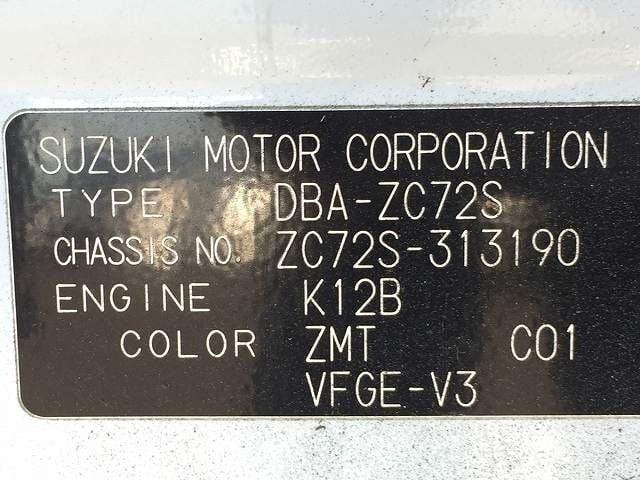 SUZUKI MOTOR CORPORATION
TYPE DBA-ZC72S
CHASSIS NO. ZC72S-313190
ENGINE K12B
COLOR ZMT C01
VFGE-V3